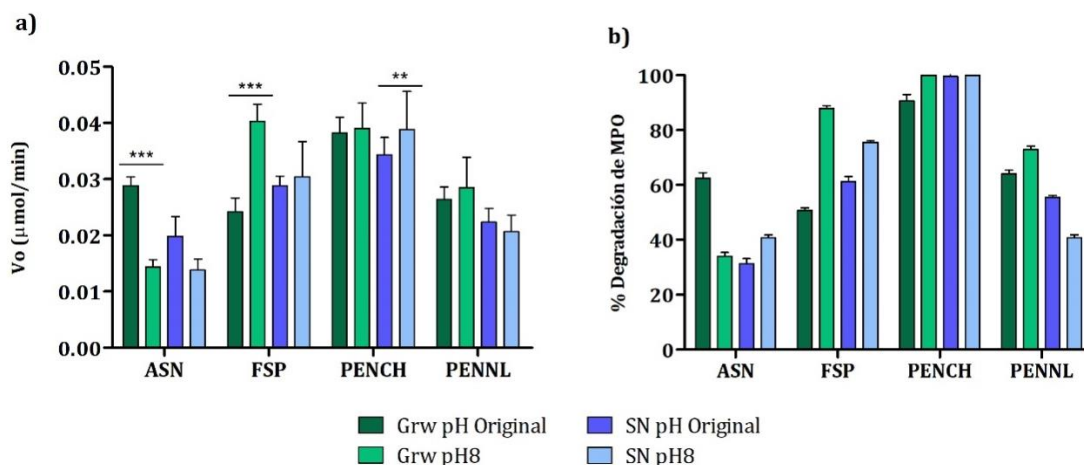 a)
Vo (µmol/min)
0.05
0.04
0.03
0.02
0.01
0.00
***
***
**
ASN FSP PENCH PENNL
b)
% Degradación de MPO
100
80
60
40
20
0
ASN FSP PENCH PENNL
Grw pH Original
SN pH Original
Grw pH8
SN pH8